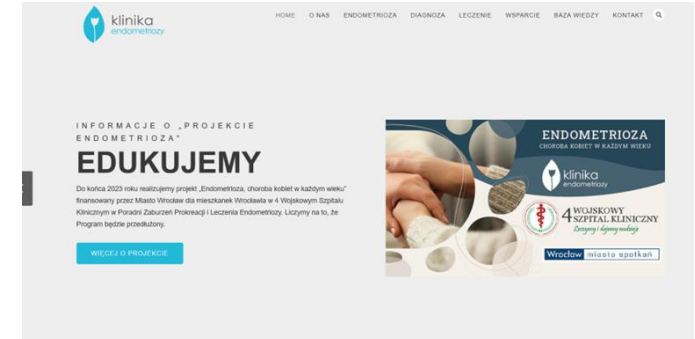 klinika
endometriozy
HOME O NAS ENDOMETRIOZA DIAGNOZA LECZENIE WSPARCIE BAZA WIEDZY KONTAKT
INFORMACJE O „PROJEKCIE
ENDOMETRIOZA"
EDUKUJEMY
Do końca 2023 roku realizujemy projekt „Endometrioza, choroba kobiet w każdym wieku"
finansowany przez Miasto Wrocław dla mieszkanek Wrocławia w 4 Wojskowym Szpitalu
Klinicznym w Poradni Zaburzeń Prokreacji i Leczenia Endometriozy. Liczymy na to, że
Program będzie przedłużony.
WIĘCEJ O PROJEKCIE
ENDOMETRIOZA
CHOROBA KOBIET W KAŻDYM WIEKU
klinika
endometriozy
4 WOJSKOWY
SZPITAL KLINICZNY
Leczymy i dajemy nadzieję
Wrocław miasto spotkań